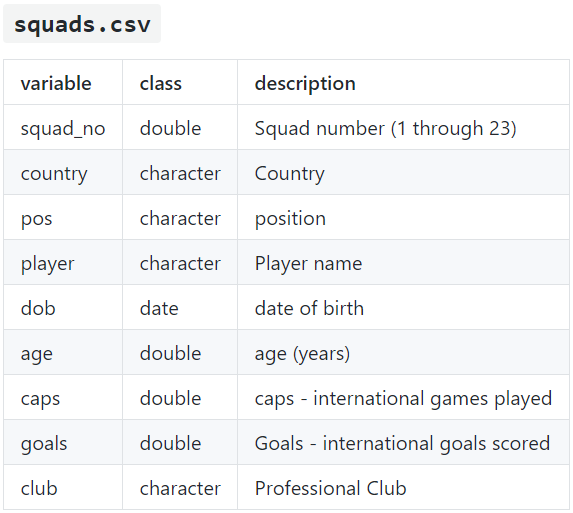 squads.csv
variable class description
squad_no double Squad number (1 through 23)
country character Country
pos character position
player character Player name
dob date date of birth
age double age (years)
caps double caps - international games played
goals double Goals - international goals scored
club character Professional Club